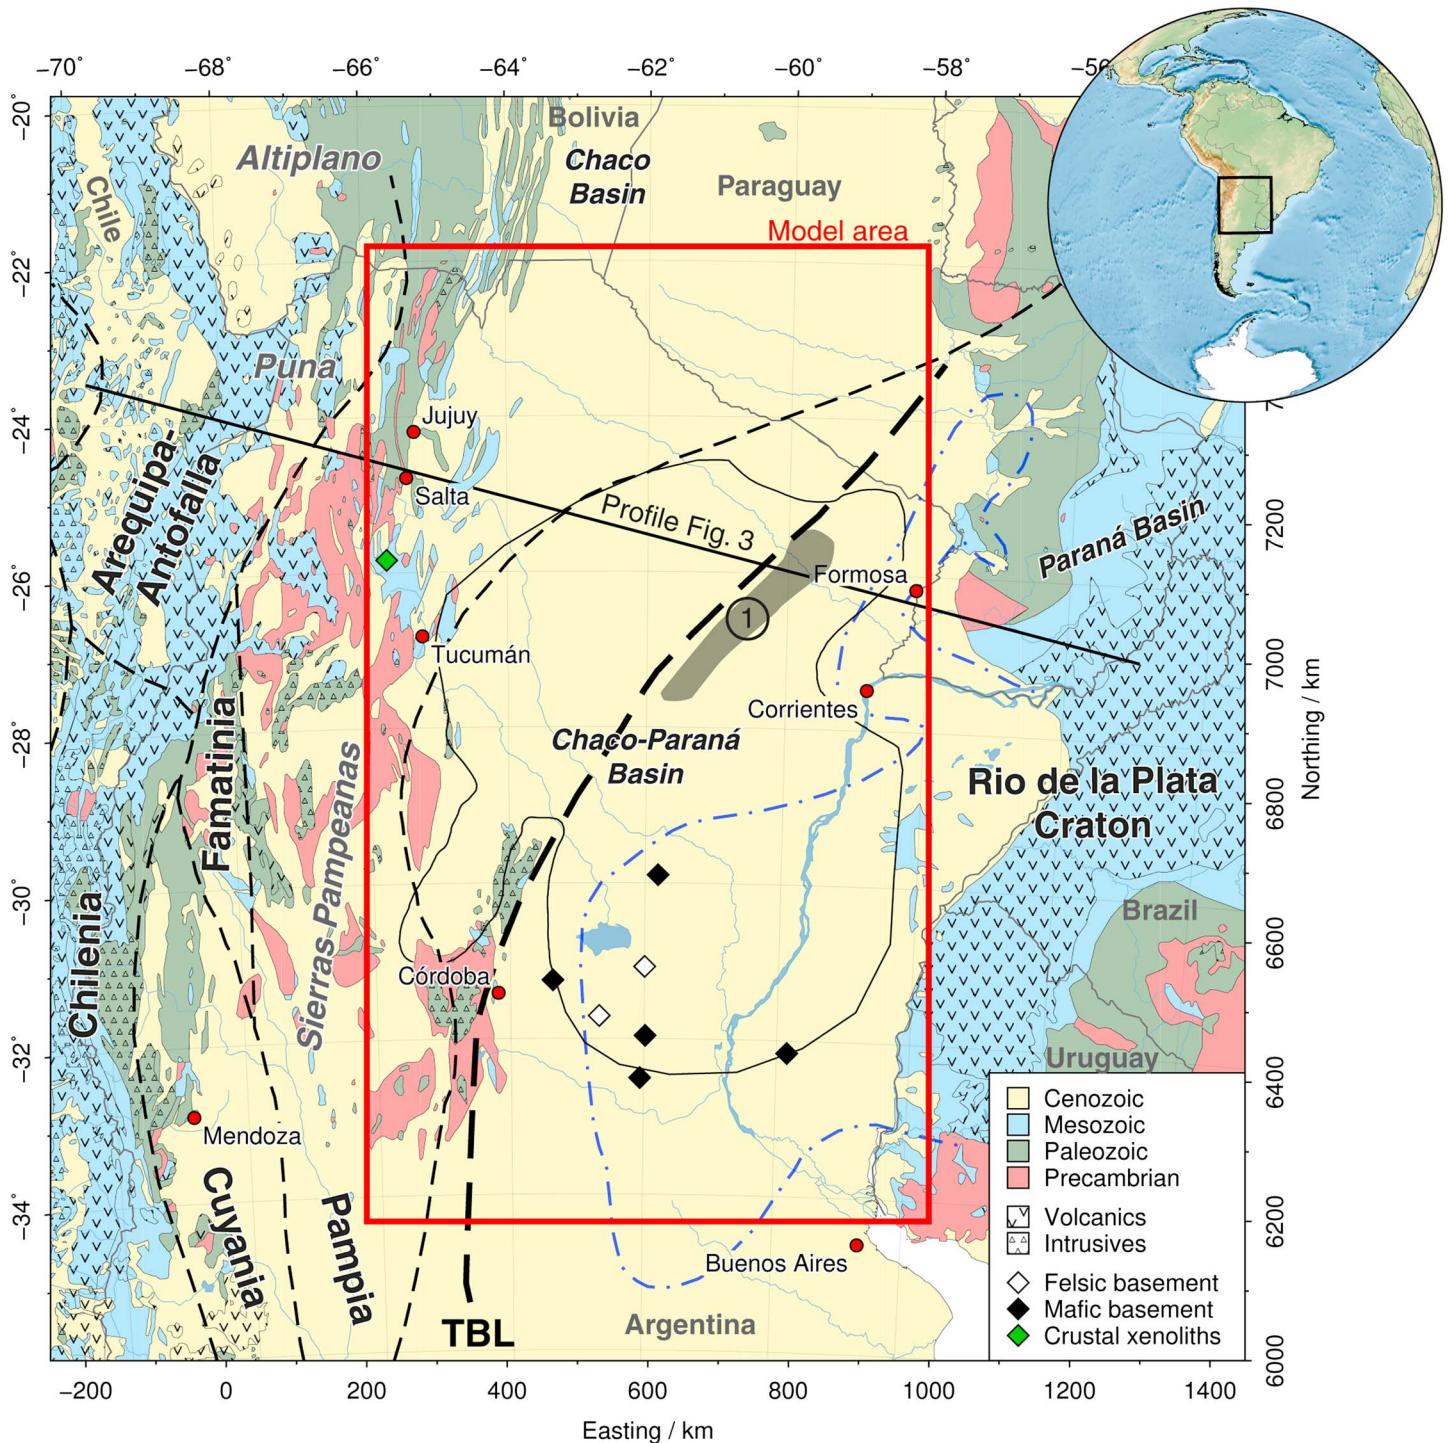 −70° −68° −66° −64° −62° −60° −58° −56
−20°
−22°
−24°
−26°
−28°
−30°
−32°
−34°
Bolivia
Altiplano
Chaco
Basin
Chile
Paraguay
Model area
Puna
Jujuy
Arequipa-
Antofalla
Salta
Profile Fig. 3
Paraná Basin
Formosa
1
Tucumán
Corrientes
Chaco-Paraná
Basin
Rio de la Plata
Craton
Famatinia
Sierras Pampeanas
Chilenia
Brazil
Córdoba
Uruguay
Mendoza
Cuyania
Pampia
Buenos Aires
TBL
Argentina
Cenozoic
Mesozoic
Paleozoic
Precambrian
Volcanics
Intrusives
Felsic basement
Mafic basement
Crustal xenoliths
7200
7000
6800
6600
6400
6200
6000
Northing / km
−200 0 200 400 600 800 1000 1200 1400
Easting / km